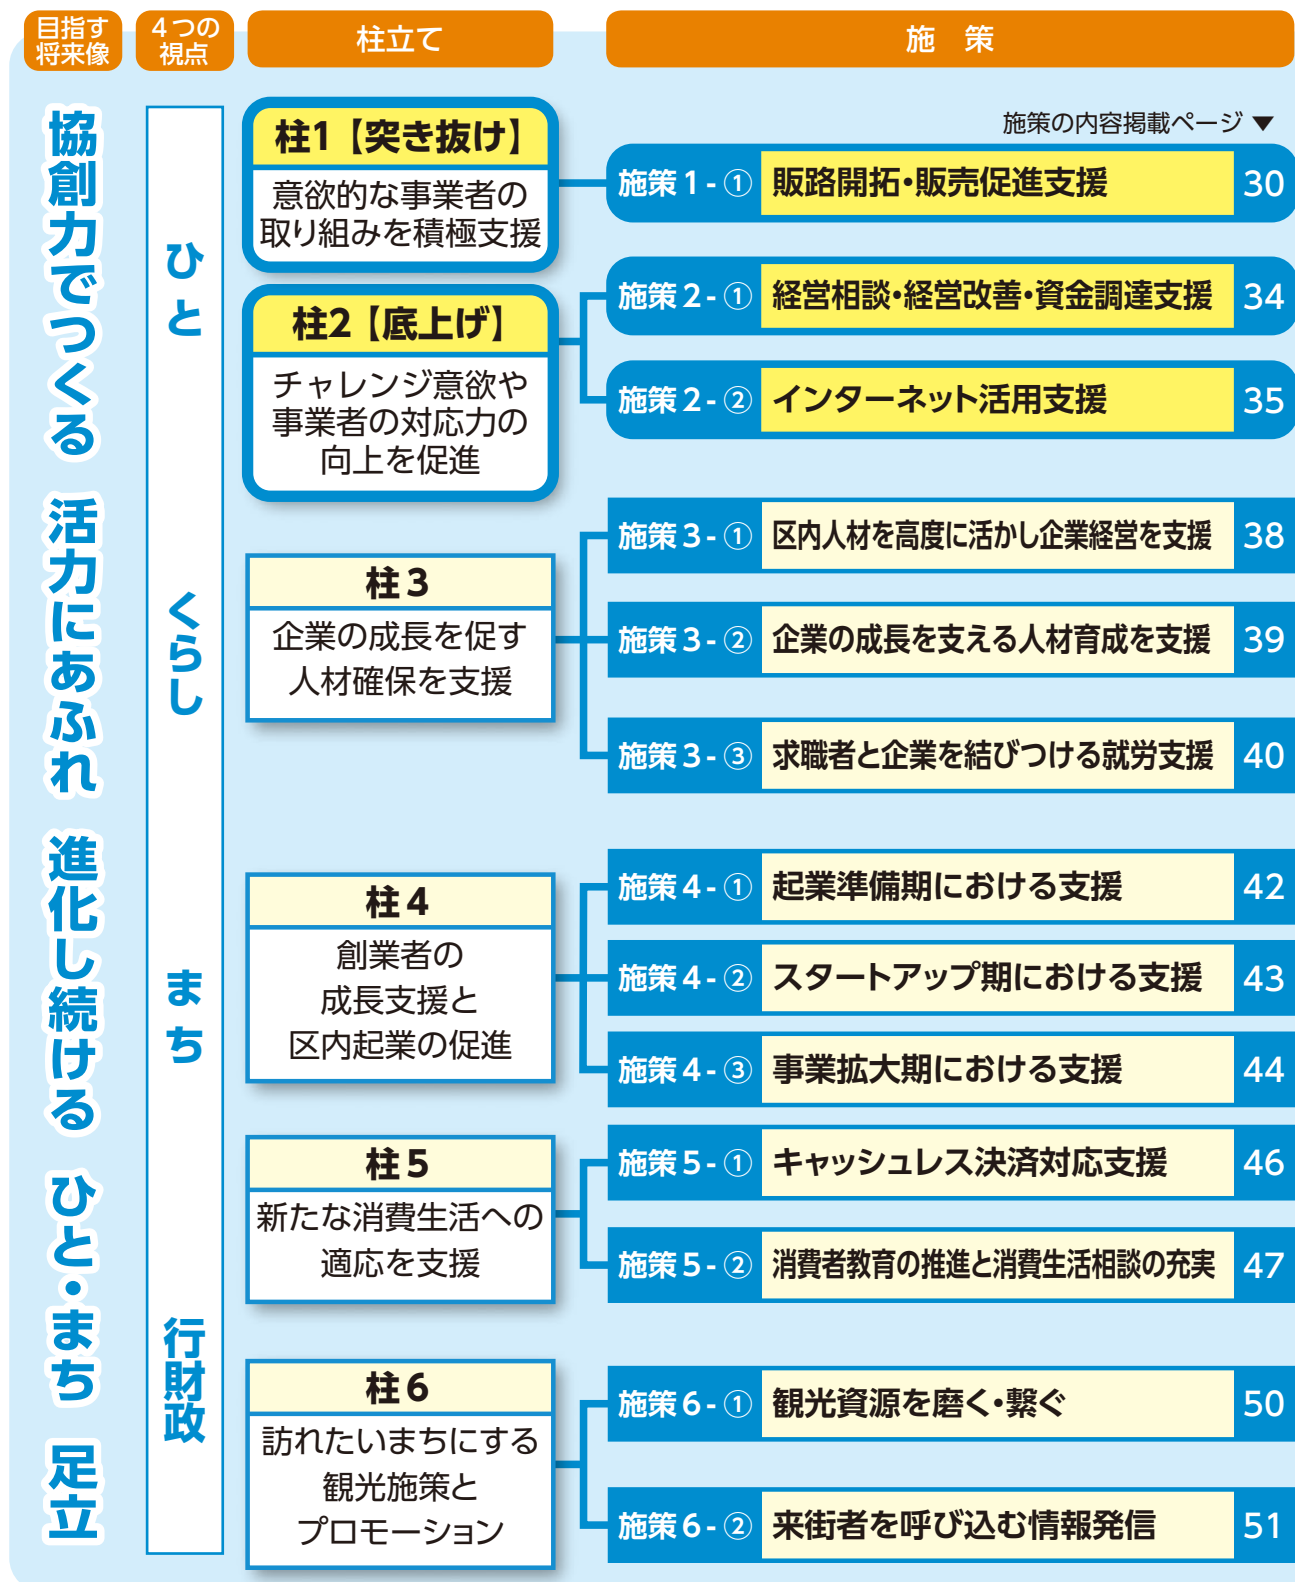 目指す
将来像
4つの
視点
柱立て
施　策
協創力でつくる　活力にあふれ　進化し続ける　ひと・まち　足立
ひと
くらし
まち
行財政
施策の内容掲載ページ ▼
柱1【突き抜け】
意欲的な事業者の
取り組みを積極支援
施策1-① 販路開拓・販売促進支援 30
柱2【底上げ】
チャレンジ意欲や
事業者の対応力の
向上を促進
施策2-① 経営相談・経営改善・資金調達支援 34
施策2-② インターネット活用支援 35
柱3
企業の成長を促す
人材確保を支援
施策3-① 区内人材を高度に活かし企業経営を支援 38
施策3-② 企業の成長を支える人材育成を支援 39
施策3-③ 求職者と企業を結びつける就労支援 40
柱4
創業者の
成長支援と
区内起業の促進
施策4-① 起業準備期における支援 42
施策4-② スタートアップ期における支援 43
施策4-③ 事業拡大期における支援 44
柱5
新たな消費生活への
適応を支援
施策5-① キャッシュレス決済対応支援 46
施策5-② 消費者教育の推進と消費生活相談の充実 47
柱6
訪れたいまちにする
観光施策と
プロモーション
施策6-① 観光資源を磨く・繋ぐ 50
施策6-② 来街者を呼び込む情報発信 51